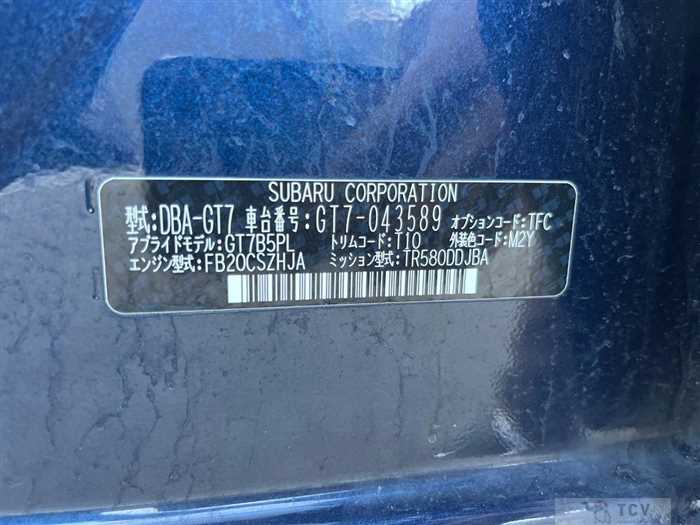 SUBARU CORPORATION
型式:DBA-GT7 車台番号:GT7-043589 オプションコード:TFC
アプライドモデル:GT7B5PL トリムコード:T10 外装色コード:M2Y
エンジン型式:FB20CSZHJA ミッション型式:TR580DDJBA
TCV